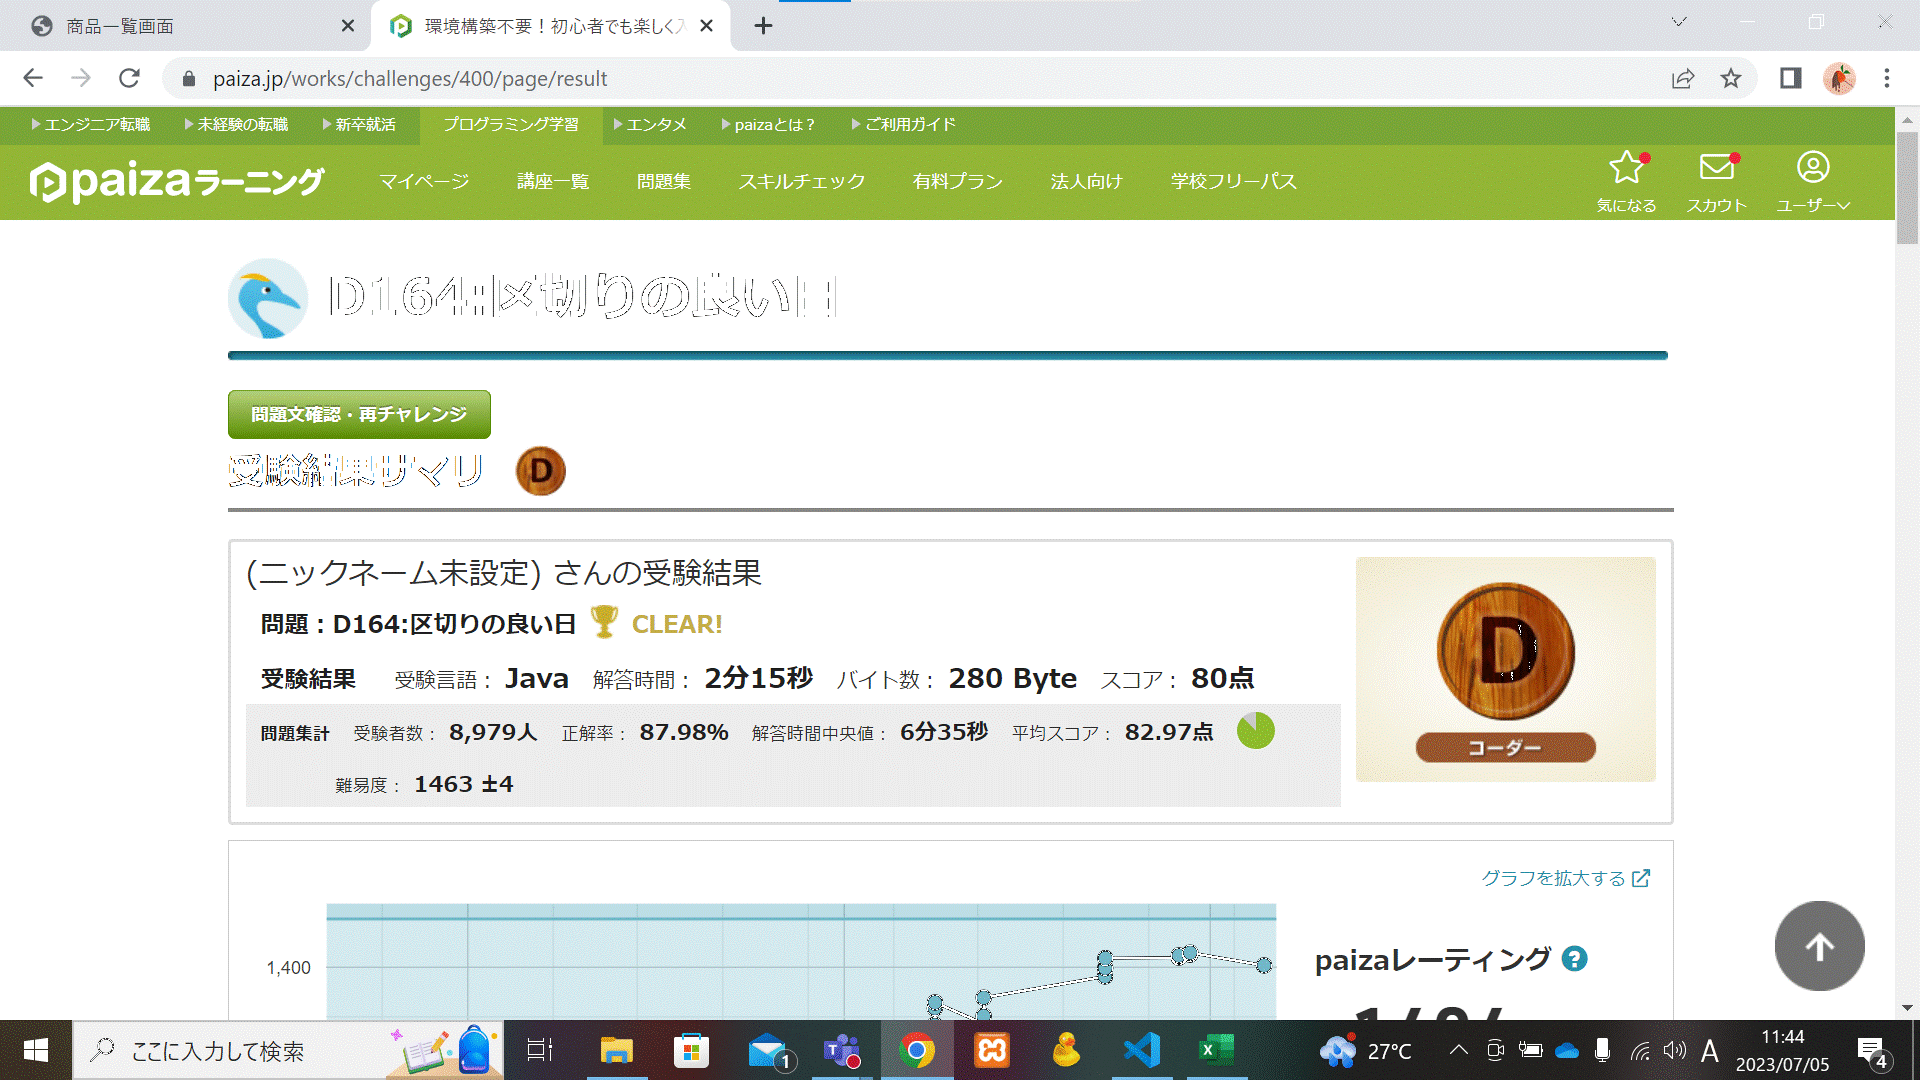 商品一覧画面
環境構築不要！初心者でも楽しく
paiza.jp/works/challenges/400/page/result
エンジニア転職 未経験の転職 新卒就活 プログラミング学習 エンタメ paizaとは？ ご利用ガイド
paizaラーニング マイページ 講座一覧 問題集 スキルチェック 有料プラン 法人向け 学校フリーパス 気になる スカウト ユーザー
D164:区切りの良い日
問題文確認・再チャレンジ
受験結果サマリ D
(ニックネーム未設定) さんの受験結果
問題：D164:区切りの良い日 CLEAR!
受験結果 受験言語： Java 解答時間： 2分15秒 バイト数： 280 Byte スコア： 80点
問題集計 受験者数： 8,979人 正解率： 87.98% 解答時間中央値： 6分35秒 平均スコア： 82.97点
難易度： 1463 ±4
D
コーダー
グラフを拡大する
1,400
paizaレーティング ?
ここに入力して検索
1
T
X
27°C
A
11:44
2023/07/05
4